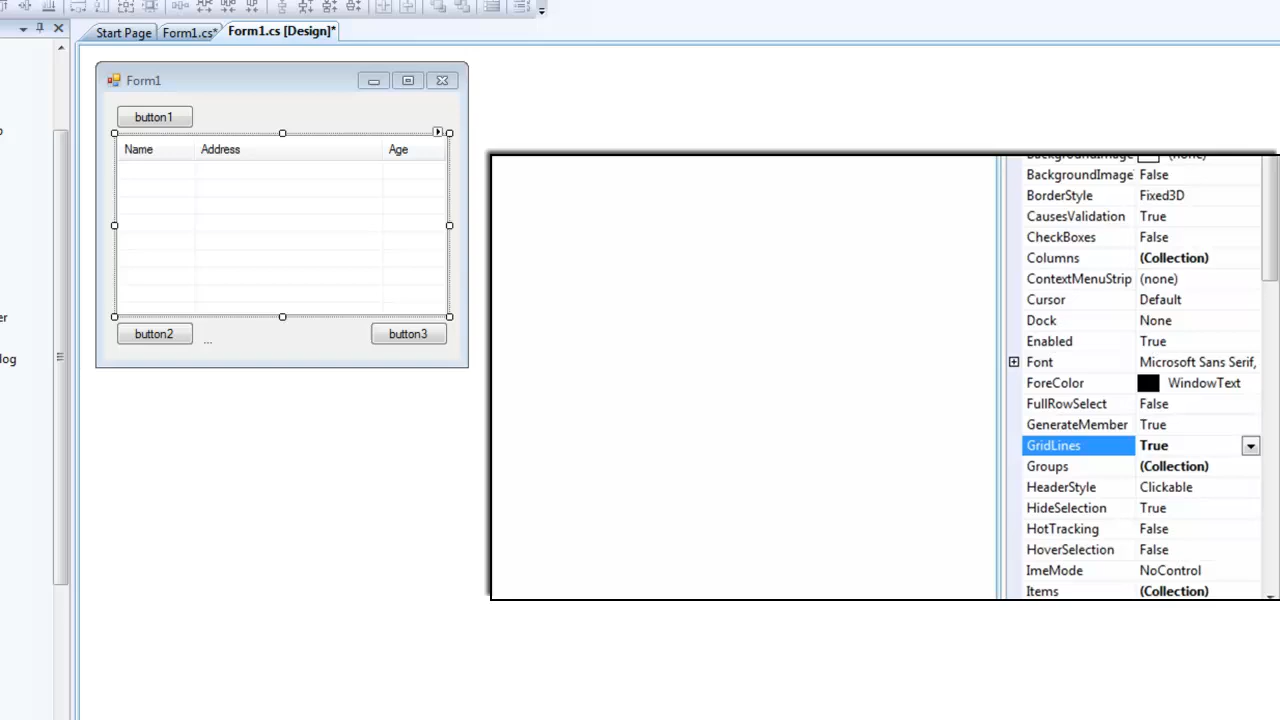 Start Page Form1.cs* Form1.cs [Design]*
Form1
button1
Name Address Age
button2 ... button3
er
log
(none)
BackgroundImage False
BorderStyle Fixed3D
CausesValidation True
CheckBoxes False
Columns (Collection)
ContextMenuStrip (none)
Cursor Default
Dock None
Enabled True
Font Microsoft Sans Serif,
ForeColor WindowText
FullRowSelect False
GenerateMember True
GridLines True
Groups (Collection)
HeaderStyle Clickable
HideSelection True
HotTracking False
HoverSelection False
ImeMode NoControl
Items (Collection)